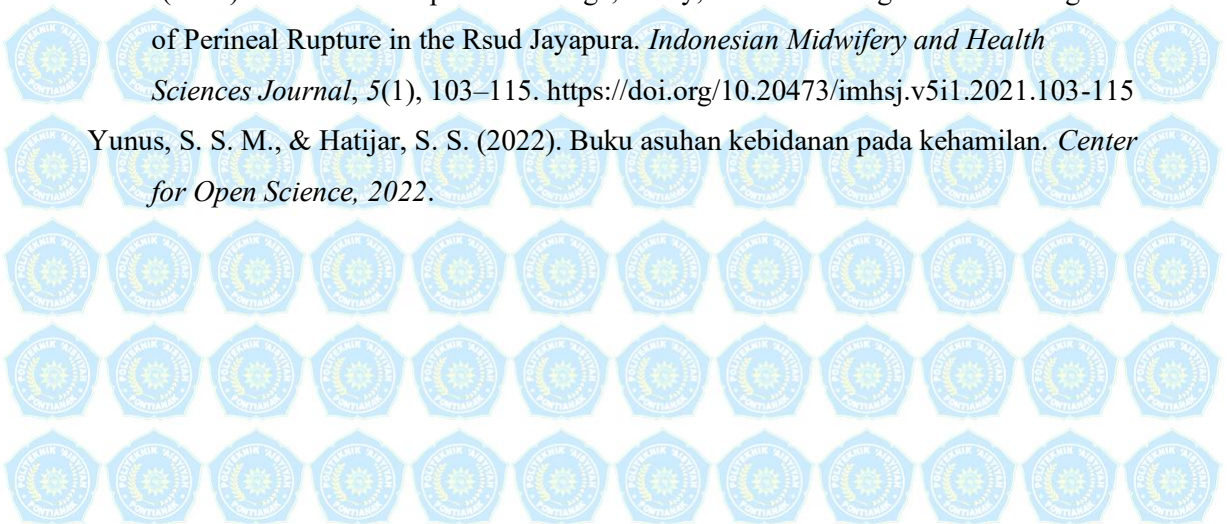 of Perineal Rupture in the Rsud Jayapura. Indonesian Midwifery and Health
Sciences Journal, 5(1), 103–115. https://doi.org/10.20473/imhsj.v5i1.2021.103-115
Yunus, S. S. M., & Hatijar, S. S. (2022). Buku asuhan kebidanan pada kehamilan. Center
for Open Science, 2022.